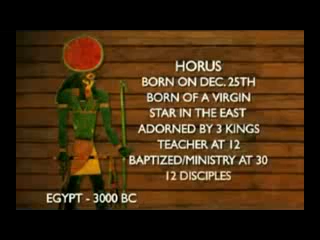 HORUS
BORN ON DEC. 25TH
BORN OF A VIRGIN
STAR IN THE EAST
ADORNED BY 3 KINGS
TEACHER AT 12
BAPTIZED/MINISTRY AT 30
12 DISCIPLES
EGYPT - 3000 BC